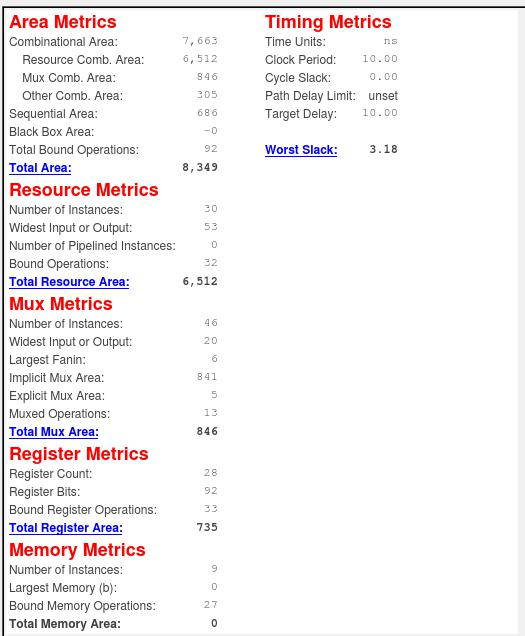 Area Metrics
Combinational Area: 7,663
Resource Comb. Area: 6,512
Mux Comb. Area: 846
Other Comb. Area: 305
Sequential Area: 686
Black Box Area: -0
Total Bound Operations: 92
Total Area: 8,349
Resource Metrics
Number of Instances: 30
Widest Input or Output: 53
Number of Pipelined Instances: 0
Bound Operations: 32
Total Resource Area: 6,512
Mux Metrics
Number of Instances: 46
Widest Input or Output: 20
Largest Fanin: 6
Implicit Mux Area: 841
Explicit Mux Area: 5
Muxed Operations: 13
Total Mux Area: 846
Register Metrics
Register Count: 28
Register Bits: 92
Bound Register Operations: 33
Total Register Area: 735
Memory Metrics
Number of Instances: 9
Largest Memory (b): 0
Bound Memory Operations: 27
Total Memory Area: 0
Timing Metrics
Time Units: ns
Clock Period: 10.00
Cycle Slack: 0.00
Path Delay Limit: unset
Target Delay: 10.00
Worst Slack: 3.18